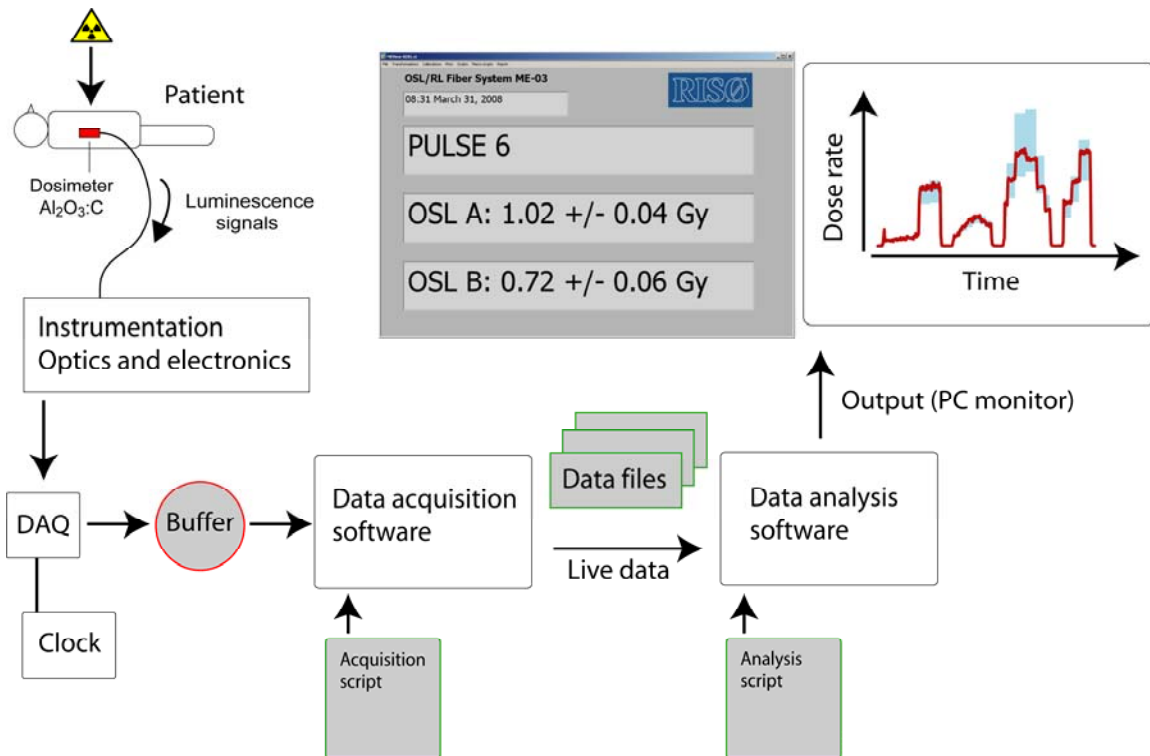 Patient
Dosimeter
Al₂O₃:C
Luminescence
signals
Instrumentation
Optics and electronics
DAQ
Clock
Buffer
Data acquisition
software
Acquisition
script
Data files
Live data
Data analysis
software
Analysis
script
Output (PC monitor)
OSL/RL Fiber System ME-03
RISØ
08:31 March 31, 2008
PULSE 6
OSL A: 1.02 +/- 0.04 Gy
OSL B: 0.72 +/- 0.06 Gy
Dose rate
Time